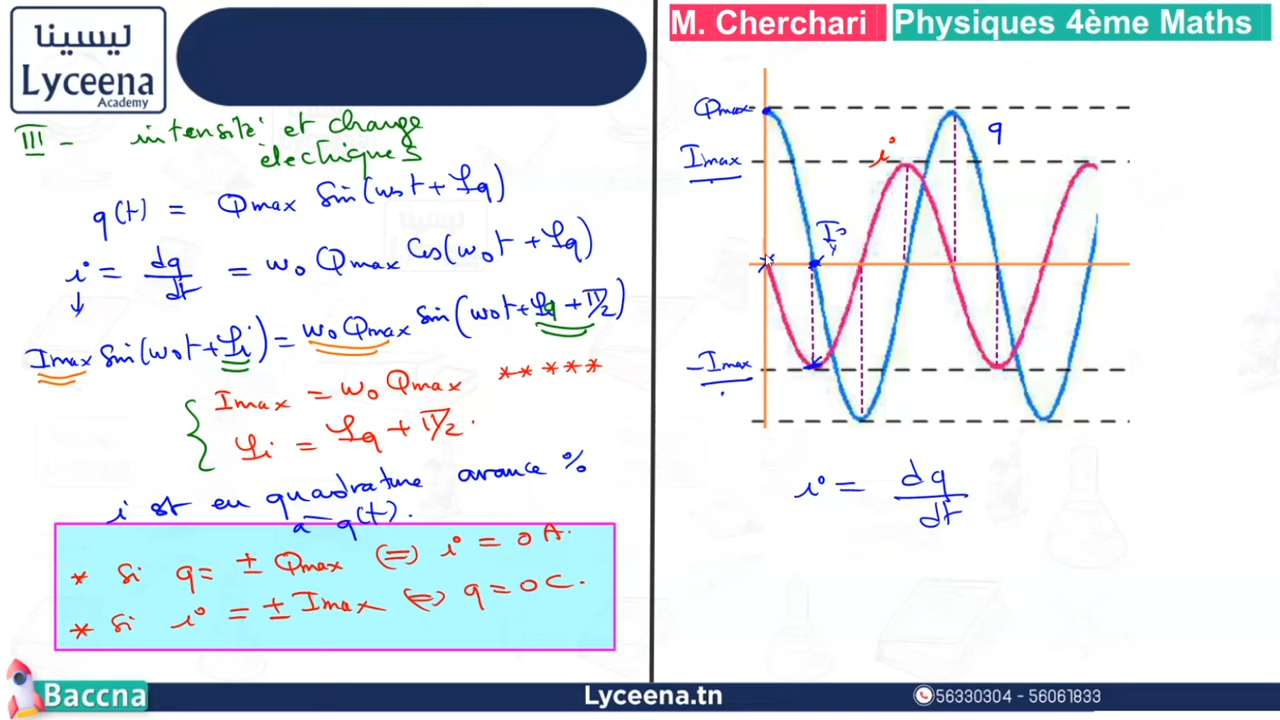 ليسينا
Lyceena
Academy
M. Cherchari Physiques 4ème Maths
III - intensité et charge
électriques
q(t) = Qmax sin(ω₀t + φq)
i = dq/dt = ω₀ Qmax cos(ω₀t + φq)
Imax sin(ω₀t + φi) = ω₀ Qmax sin(ω₀t + φq + π/2)
Imax = ω₀ Qmax *****
φi = φq + π/2.
i est en quadrature avance %
à q(t).
* Si q = ± Qmax ⟺ i = 0 A.
* Si i = ± Imax ⟺ q = 0 C.
Qmax
q
i
Imax
-Imax
i = dq/dt
Baccna
Lyceena.tn
56330304 - 56061833